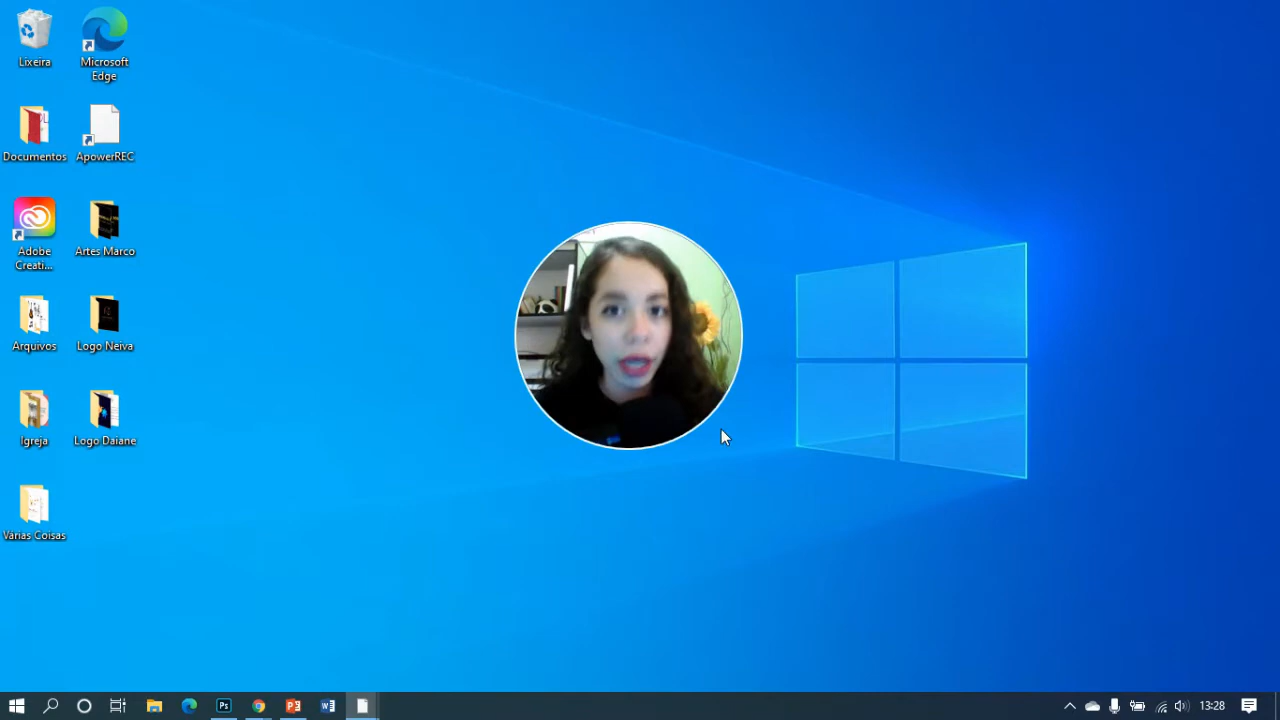 Lixeira
Microsoft
Edge
Documentos
ApowerREC
Adobe
Creati...
Artes Marco
Arquivos
Logo Neiva
Igreja
Logo Daiane
Várias Coisas
Ps
13:28